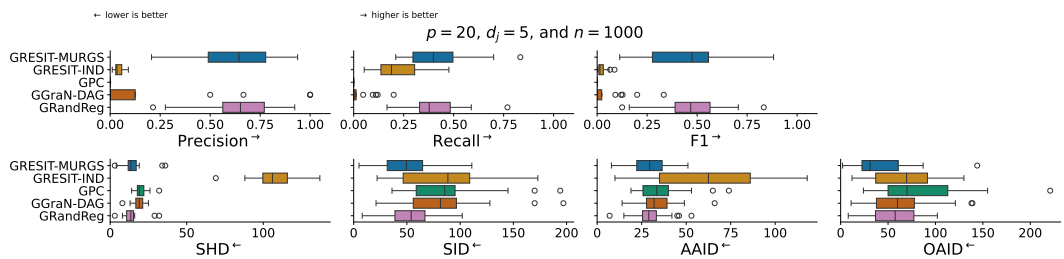 ← lower is better → higher is better
p = 20, d_j = 5, and n = 1000
GRESIT-MURGS
GRESIT-IND
GPC
GGraN-DAG
GRandReg
0.00 0.25 0.50 0.75 1.00 0.00 0.25 0.50 0.75 1.00 0.00 0.25 0.50 0.75 1.00
Precision→ Recall→ F1→
GRESIT-MURGS
GRESIT-IND
GPC
GGraN-DAG
GRandReg
0 50 100 0 50 100 150 200 0 50 100 0 100 200
SHD← SID← AAID← OAID←